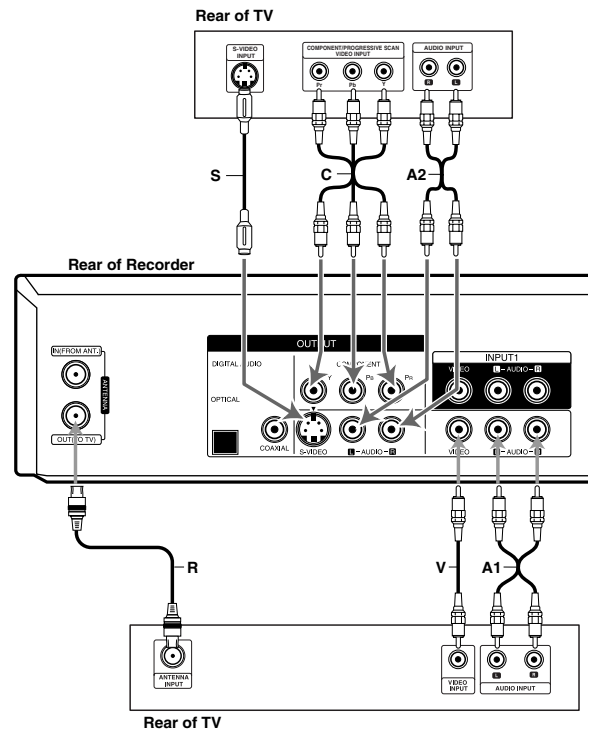 Rear of TV
S-VIDEO
INPUT
COMPONENT/PROGRESSIVE SCAN
VIDEO INPUT
Pr
Pb
Y
AUDIO INPUT
R
L
S
C
A2
Rear of Recorder
IN(FROM ANT.)
ANTENNA
OUT(TO TV)
OUTPUT
DIGITAL AUDIO
COMPONENT
Y
PB
PR
OPTICAL
COAXIAL
S-VIDEO
L – AUDIO – R
INPUT1
VIDEO
L – AUDIO – R
VIDEO
L – AUDIO – R
R
V
A1
ANTENNA
INPUT
VIDEO
INPUT
L
R
AUDIO INPUT
Rear of TV